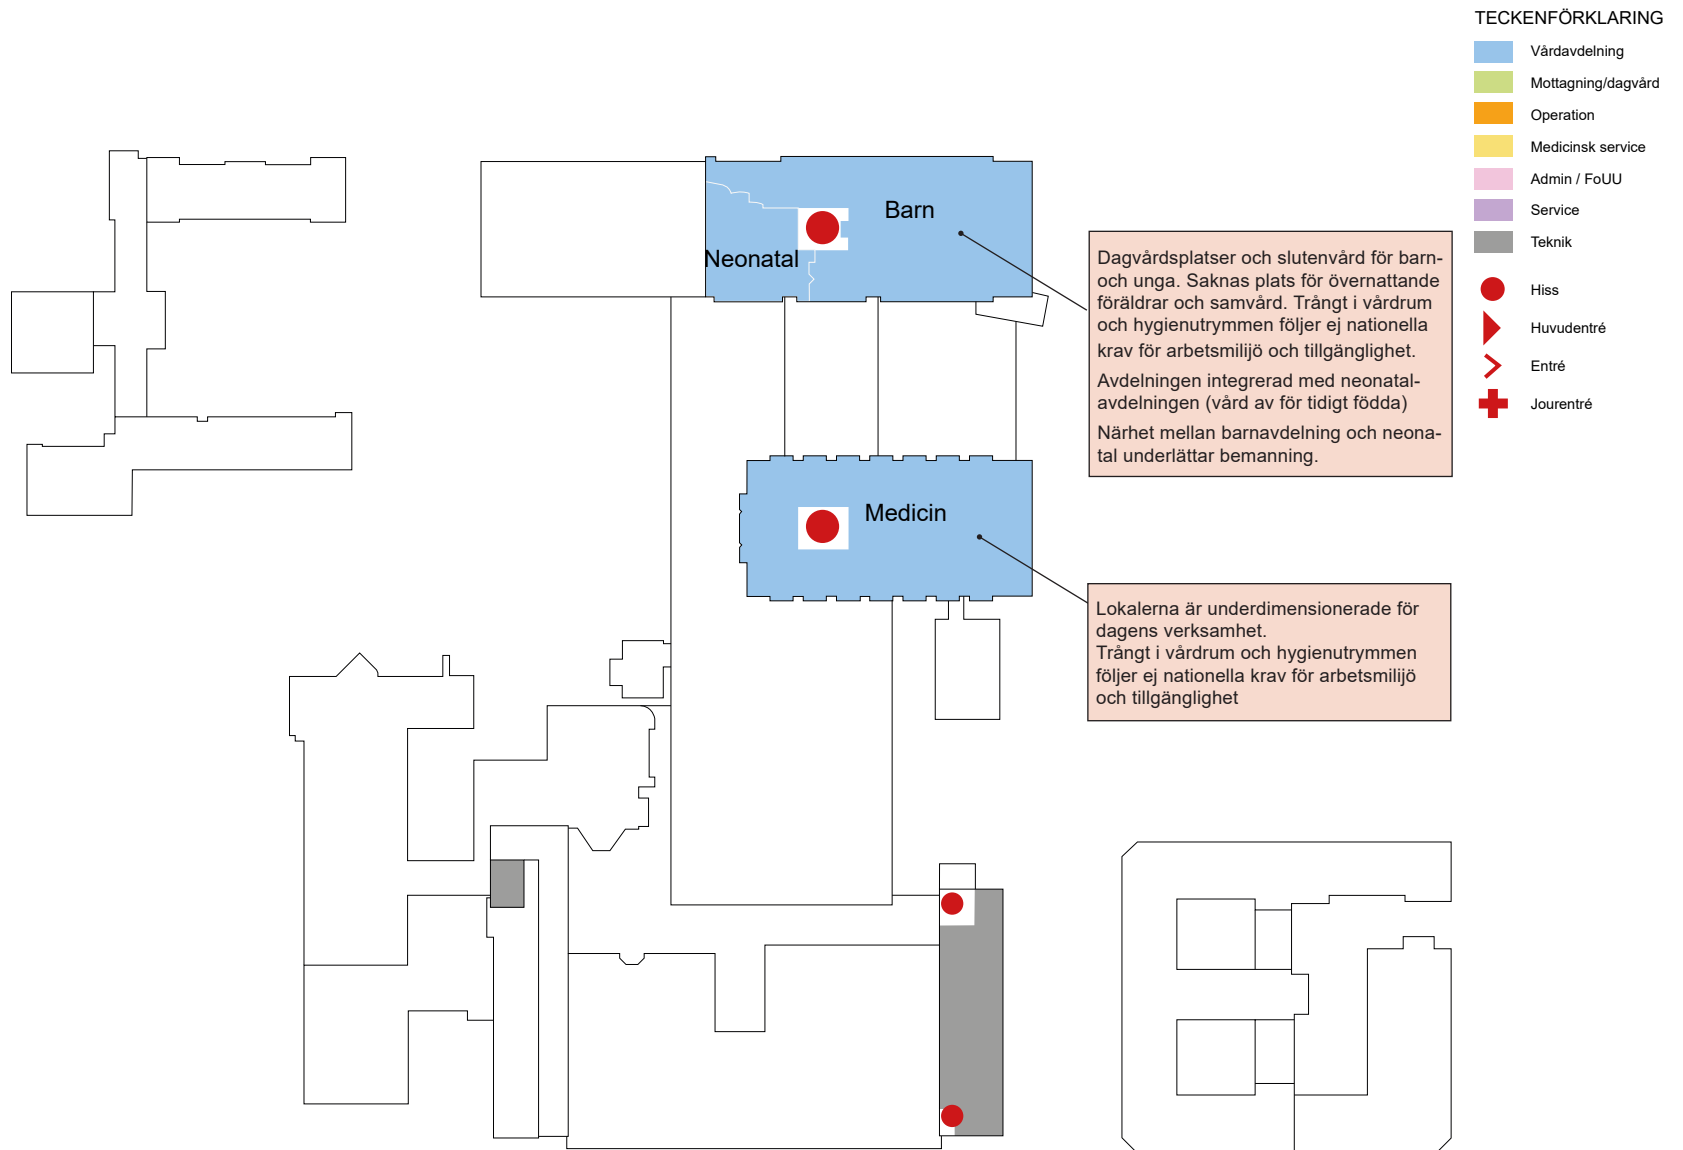 TECKENFÖRKLARING
Vårdavdelning
Mottagning/dagvård
Operation
Medicinsk service
Admin / FoUU
Service
Teknik
Hiss
Huvudentré
Entré
Jourentré
Barn
Neonatal
Dagvårdsplatser och slutenvård för barn-
och unga. Saknas plats för övernattande
föräldrar och samvård. Trångt i vårdrum
och hygienutrymmen följer ej nationella
krav för arbetsmilijö och tillgänglighet.
Avdelningen integrerad med neonatal-
avdelningen (vård av för tidigt födda)
Närhet mellan barnavdelning och neona-
tal underlättar bemanning.
Medicin
Lokalerna är underdimensionerade för
dagens verksamhet.
Trångt i vårdrum och hygienutrymmen
följer ej nationella krav för arbetsmilijö
och tillgänglighet